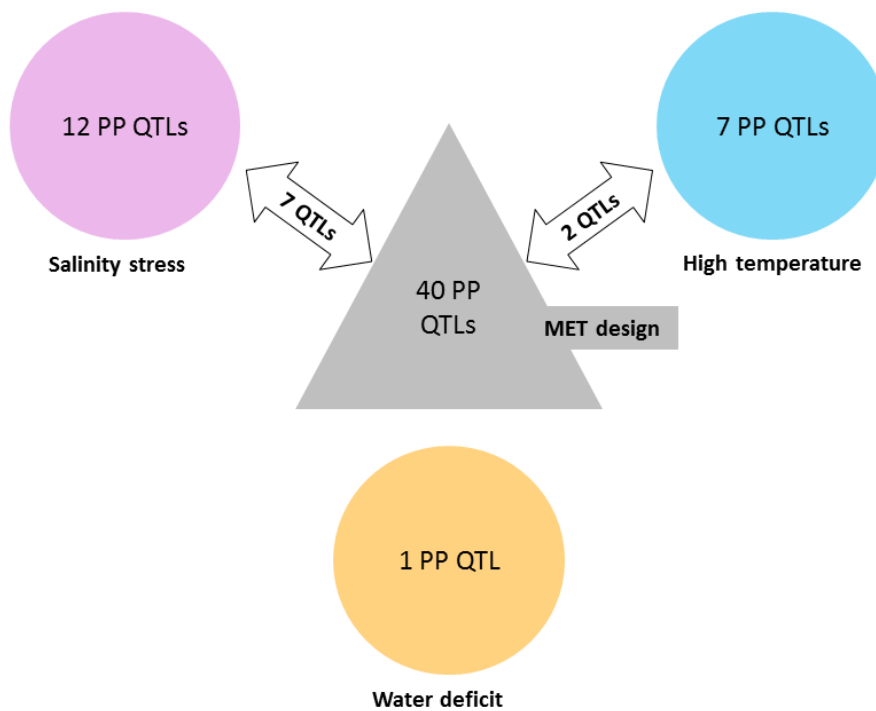 12 PP QTLs
7 PP QTLs
7 QTLs
2 QTLs
Salinity stress
High temperature
40 PP
QTLs
MET design
1 PP QTL
Water deficit